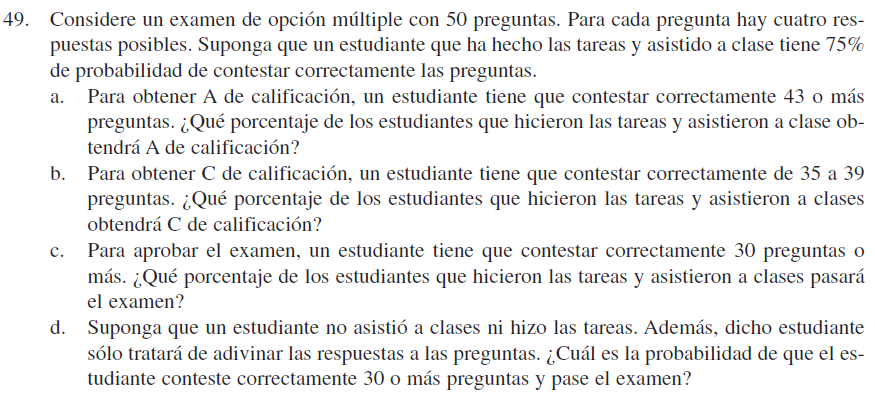 49. Considere un examen de opción múltiple con 50 preguntas. Para cada pregunta hay cuatro res-
puestas posibles. Suponga que un estudiante que ha hecho las tareas y asistido a clase tiene 75%
de probabilidad de contestar correctamente las preguntas.
a. Para obtener A de calificación, un estudiante tiene que contestar correctamente 43 o más
preguntas. ¿Qué porcentaje de los estudiantes que hicieron las tareas y asistieron a clase ob-
tendrá A de calificación?
b. Para obtener C de calificación, un estudiante tiene que contestar correctamente de 35 a 39
preguntas. ¿Qué porcentaje de los estudiantes que hicieron las tareas y asistieron a clases
obtendrá C de calificación?
c. Para aprobar el examen, un estudiante tiene que contestar correctamente 30 preguntas o
más. ¿Qué porcentaje de los estudiantes que hicieron las tareas y asistieron a clases pasará
el examen?
d. Suponga que un estudiante no asistió a clases ni hizo las tareas. Además, dicho estudiante
sólo tratará de adivinar las respuestas a las preguntas. ¿Cuál es la probabilidad de que el es-
tudiante conteste correctamente 30 o más preguntas y pase el examen?